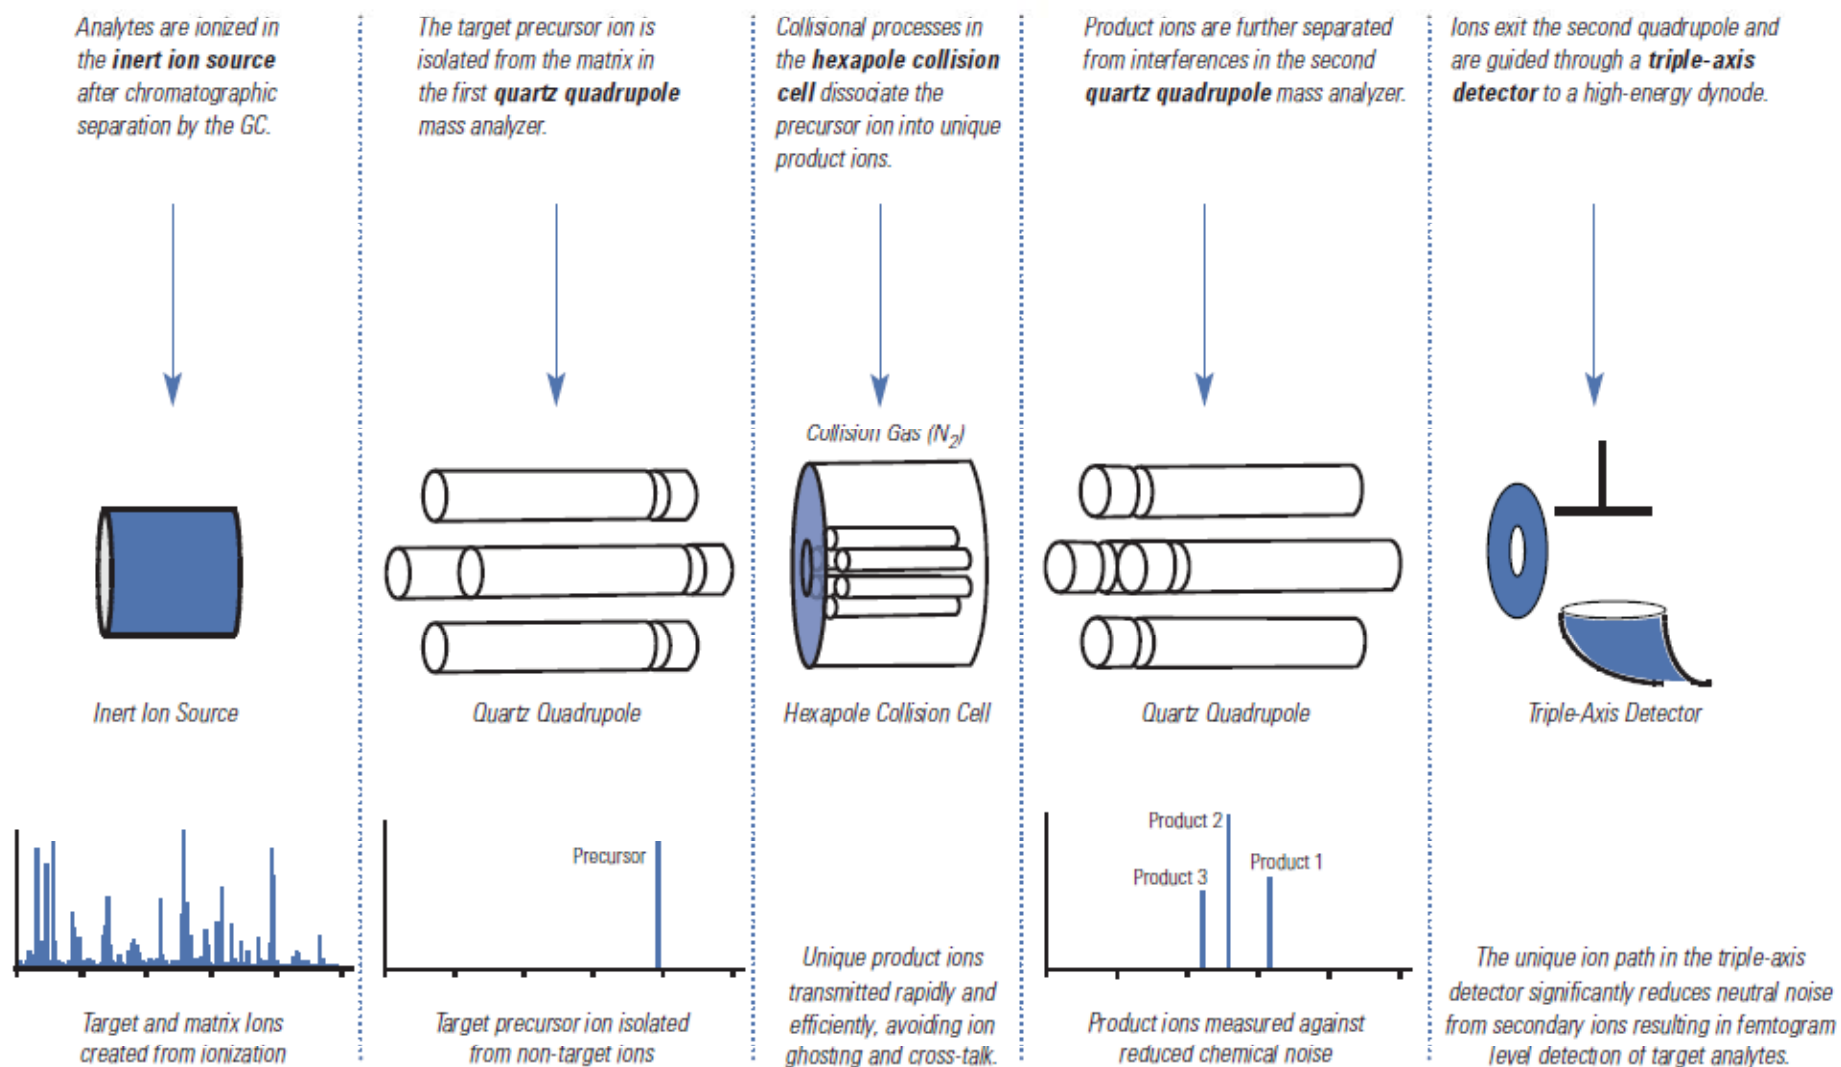 Analytes are ionized in
the inert ion source
after chromatographic
separation by the GC.
The target precursor ion is
isolated from the matrix in
the first quartz quadrupole
mass analyzer.
Collisional processes in
the hexapole collision
cell dissociate the
precursor ion into unique
product ions.
Product ions are further separated
from interferences in the second
quartz quadrupole mass analyzer.
Ions exit the second quadrupole and
are guided through a triple-axis
detector to a high-energy dynode.
Collision Gas (N2)
Inert Ion Source
Quartz Quadrupole
Hexapole Collision Cell
Quartz Quadrupole
Triple-Axis Detector
Precursor
Product 2
Product 1
Product 3
Target and matrix Ions
created from ionization
Target precursor ion isolated
from non-target ions
Unique product ions
transmitted rapidly and
efficiently, avoiding ion
ghosting and cross-talk.
Product ions measured against
reduced chemical noise
The unique ion path in the triple-axis
detector significantly reduces neutral noise
from secondary ions resulting in femtogram
level detection of target analytes.